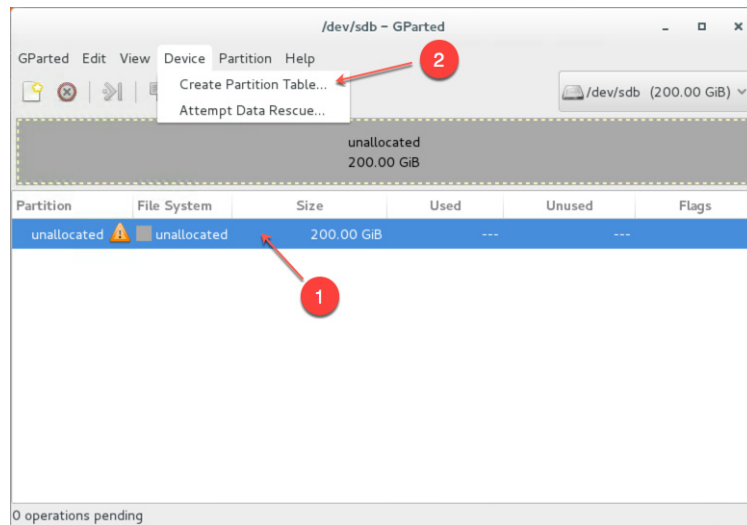 /dev/sdb – GParted
GParted Edit View Device Partition Help
2
Create Partition Table...
/dev/sdb (200.00 GiB)
Attempt Data Rescue...
unallocated
200.00 GiB
Partition File System Size Used Unused Flags
unallocated unallocated 200.00 GiB --- ---
1
0 operations pending